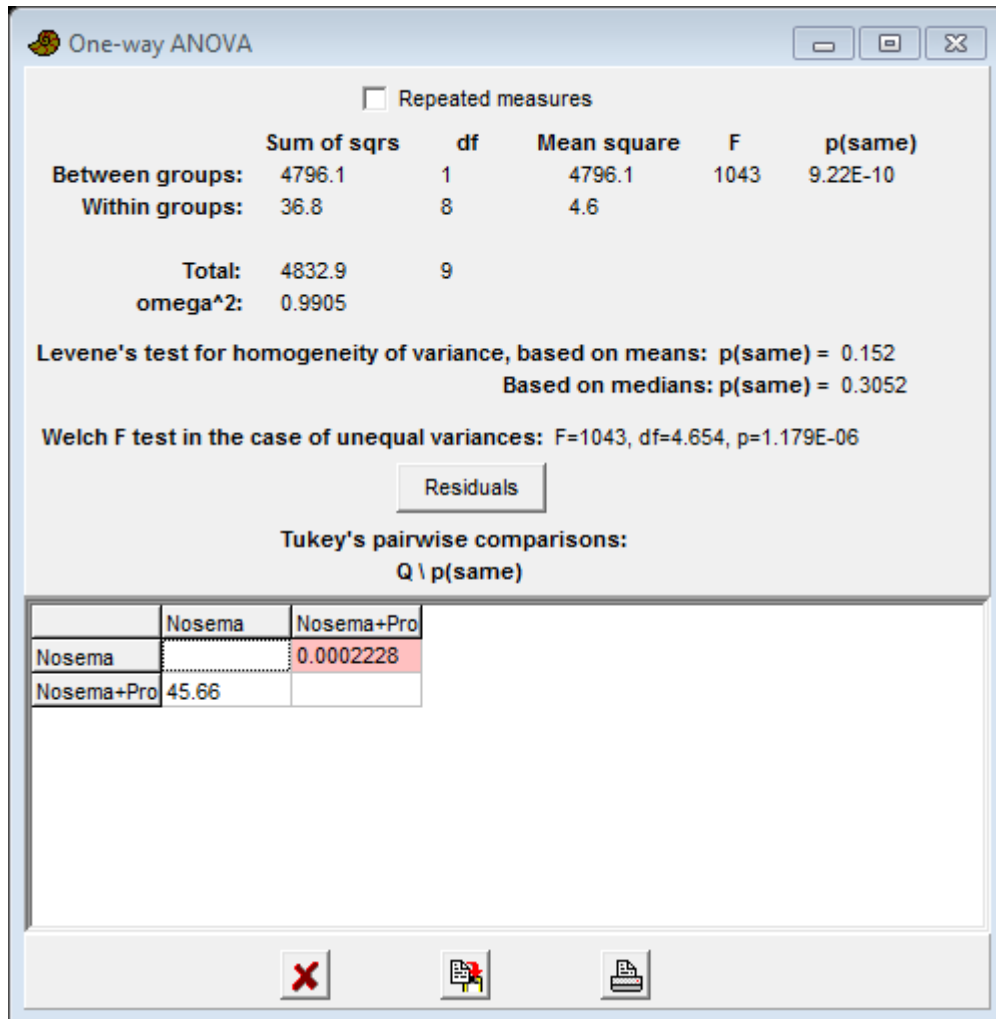 One-way ANOVA
Repeated measures
Sum of sqrs df Mean square F p(same)
Between groups: 4796.1 1 4796.1 1043 9.22E-10
Within groups: 36.8 8 4.6
Total: 4832.9 9
omega^2: 0.9905
Levene's test for homogeneity of variance, based on means: p(same) = 0.152
Based on medians: p(same) = 0.3052
Welch F test in the case of unequal variances: F=1043, df=4.654, p=1.179E-06
Residuals
Tukey's pairwise comparisons:
Q \ p(same)
Nosema Nosema+Pro
Nosema 0.0002228
Nosema+Pro 45.66